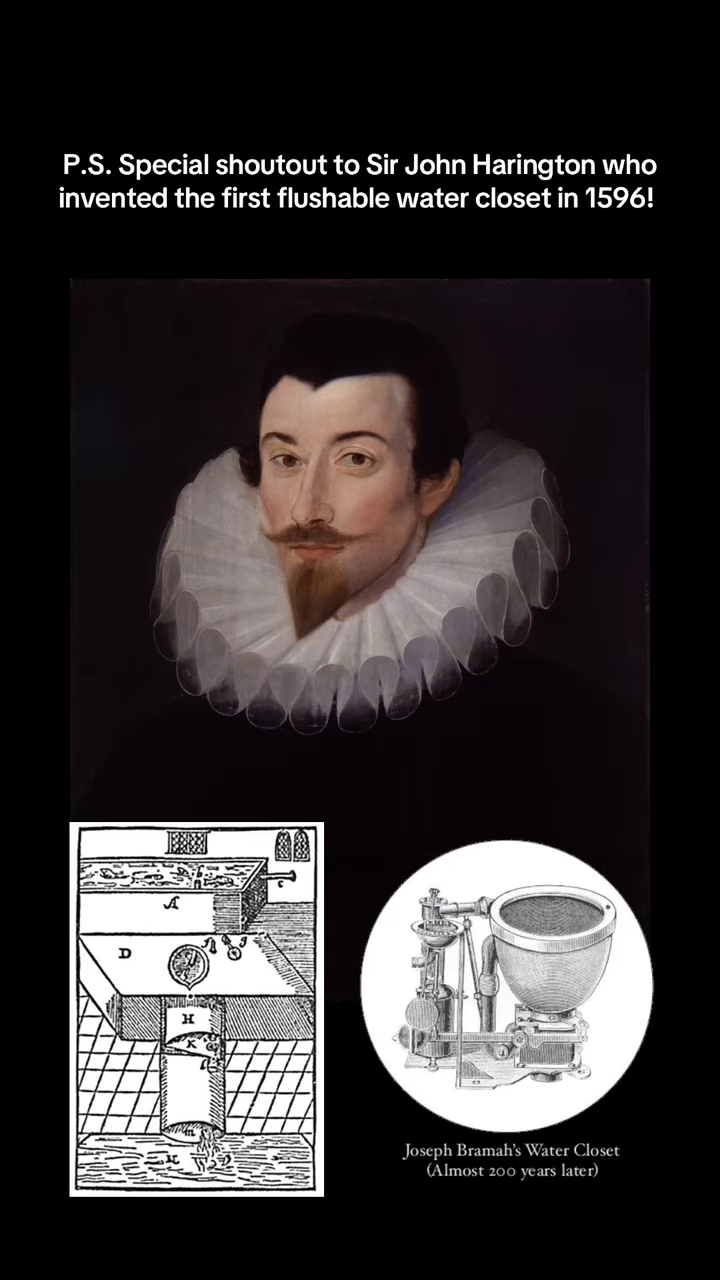 P.S. Special shoutout to Sir John Harington who
invented the first flushable water closet in 1596!
A
c
D
H
K
m
Joseph Bramah's Water Closet
(Almost 200 years later)